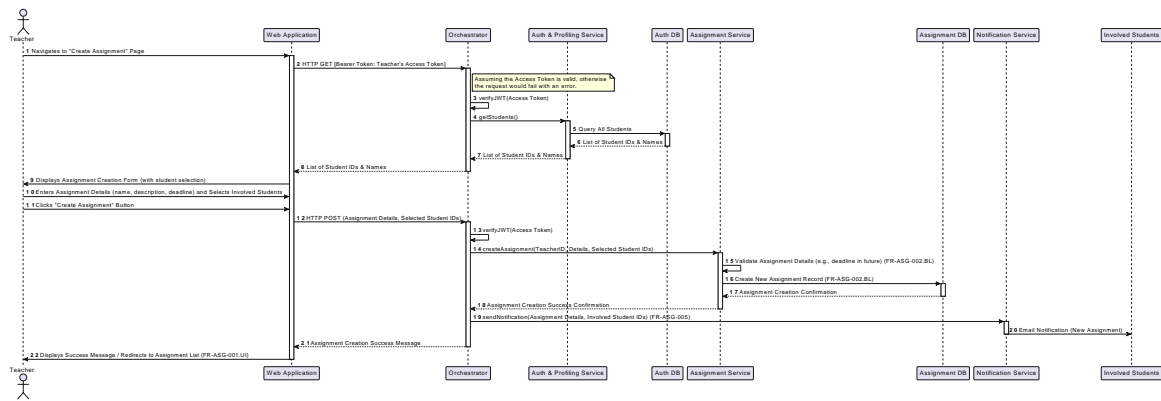 Teacher
Web Application
Orchestrator
Auth & Profiling Service
Auth DB
Assignment Service
Assignment DB
Notification Service
Involved Students
1 Navigates to "Create Assignment" Page
2 HTTP GET [Bearer Token: Teacher's Access Token]
Assuming the Access Token is valid, otherwise
the request would fail with an error.
3 verifyJWT(Access Token)
4 getStudents()
5 Query All Students
6 List of Student IDs & Names
7 List of Student IDs & Names
8 List of Student IDs & Names
9 Displays Assignment Creation Form (with student selection)
10 Enters Assignment Details (name, description, deadline) and Selects Involved Students
11 Clicks "Create Assignment" Button
12 HTTP POST (Assignment Details, Selected Student IDs)
13 verifyJWT(Access Token)
14 createAssignment(TeacherID, Details, Selected Student IDs)
15 Validate Assignment Details (e.g., deadline in future) (FR-ASG-002.BL)
16 Create New Assignment Record (FR-ASG-002.BL)
17 Assignment Creation Confirmation
18 Assignment Creation Success Confirmation
19 sendNotification(Assignment Details, Involved Student IDs) (FR-ASG-005)
20 Email Notification (New Assignment)
21 Assignment Creation Success Message
22 Displays Success Message / Redirects to Assignment List (FR-ASG-001.UI)
Teacher
Web Application
Orchestrator
Auth & Profiling Service
Auth DB
Assignment Service
Assignment DB
Notification Service
Involved Students